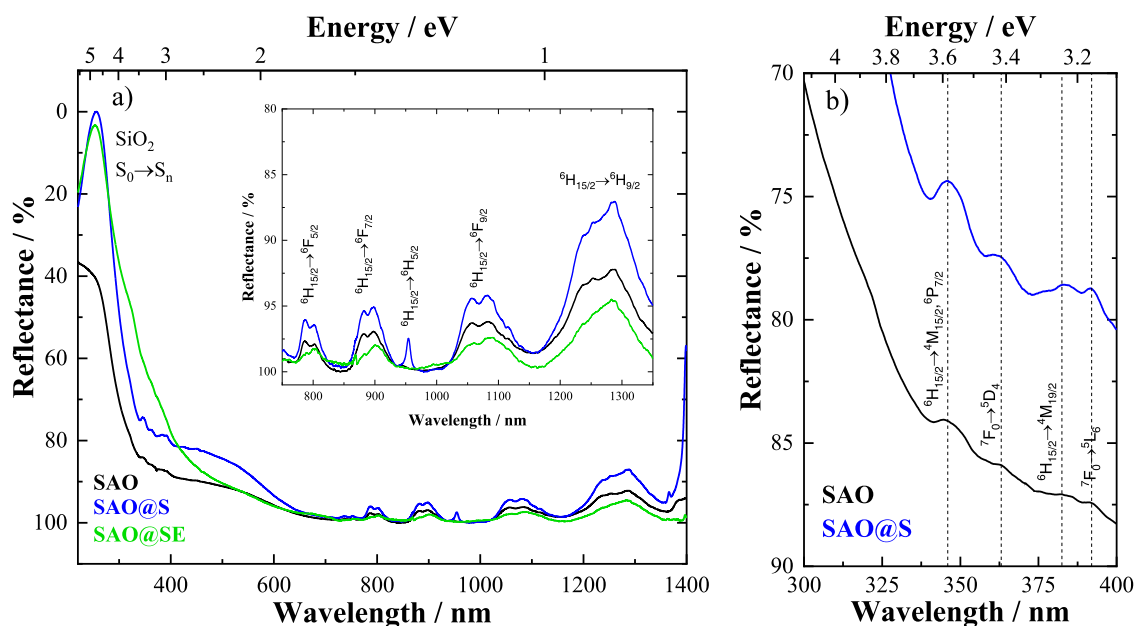 Energy / eV
5 4 3 2 1
a)
SiO₂
S₀→Sₙ
Reflectance / %
0
20
40
60
80
100
80
85
90
95
100
Reflectance / %
⁶H₁₅/₂→⁶F₅/₂
⁶H₁₅/₂→⁶F₇/₂
⁶H₁₅/₂→⁶H₅/₂
⁶H₁₅/₂→⁶F₉/₂
⁶H₁₅/₂→⁶H₉/₂
800 900 1000 1100 1200 1300
Wavelength / nm
SAO
SAO@S
SAO@SE
400 600 800 1000 1200 1400
Wavelength / nm
Energy / eV
4 3.8 3.6 3.4 3.2
b)
Reflectance / %
70
75
80
85
90
⁶H₁₅/₂→⁴M₁₅/₂,⁶P₇/₂
⁷F₀→⁵D₄
⁶H₁₅/₂→⁴M₁₉/₂
⁷F₀→⁵L₆
SAO
SAO@S
300 325 350 375 400
Wavelength / nm